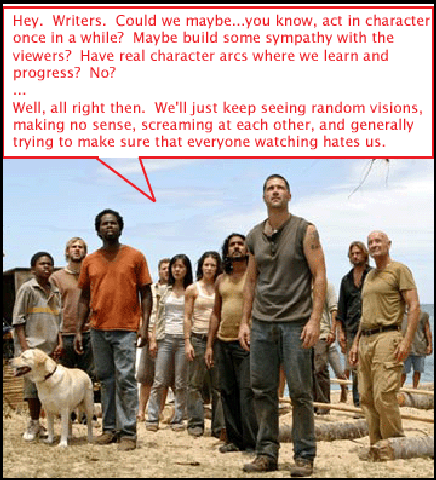 Hey. Writers. Could we maybe...you know, act in character
once in a while? Maybe build some sympathy with the
viewers? Have real character arcs where we learn and
progress? No?
...
Well, all right then. We'll just keep seeing random visions,
making no sense, screaming at each other, and generally
trying to make sure that everyone watching hates us.